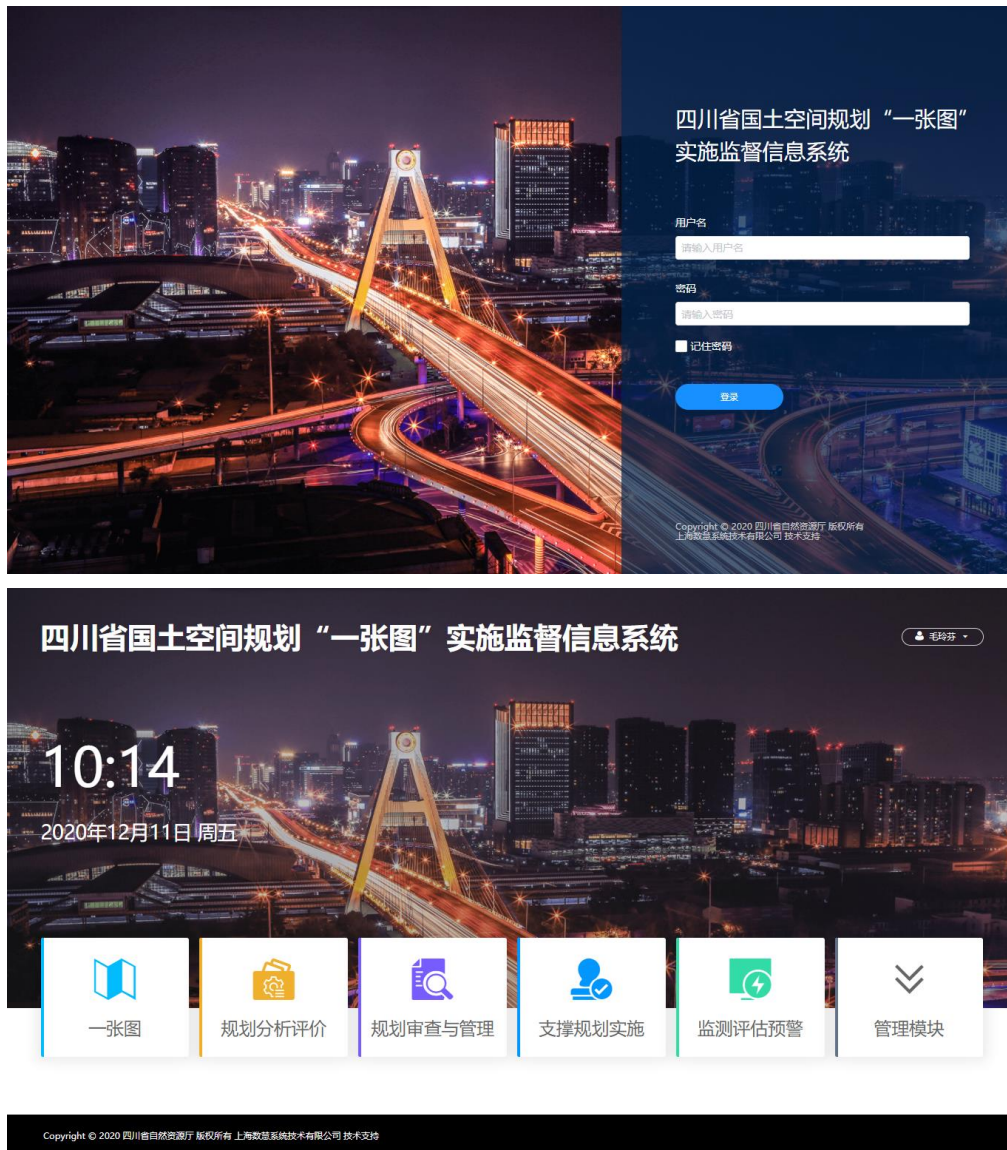 四川省国土空间规划“一张图”
实施监督信息系统
用户名
请输入用户名
密码
请输入密码
记住密码
登录
Copyright © 2020 四川省自然资源厅 版权所有
上海数慧系统技术有限公司 技术支持
四川省国土空间规划“一张图”实施监督信息系统
毛玲芬
10:14
2020年12月11日 周五
一张图
规划分析评价
规划审查与管理
支撑规划实施
监测评估预警
管理模块
Copyright © 2020 四川省自然资源厅 版权所有 上海数慧系统技术有限公司 技术支持